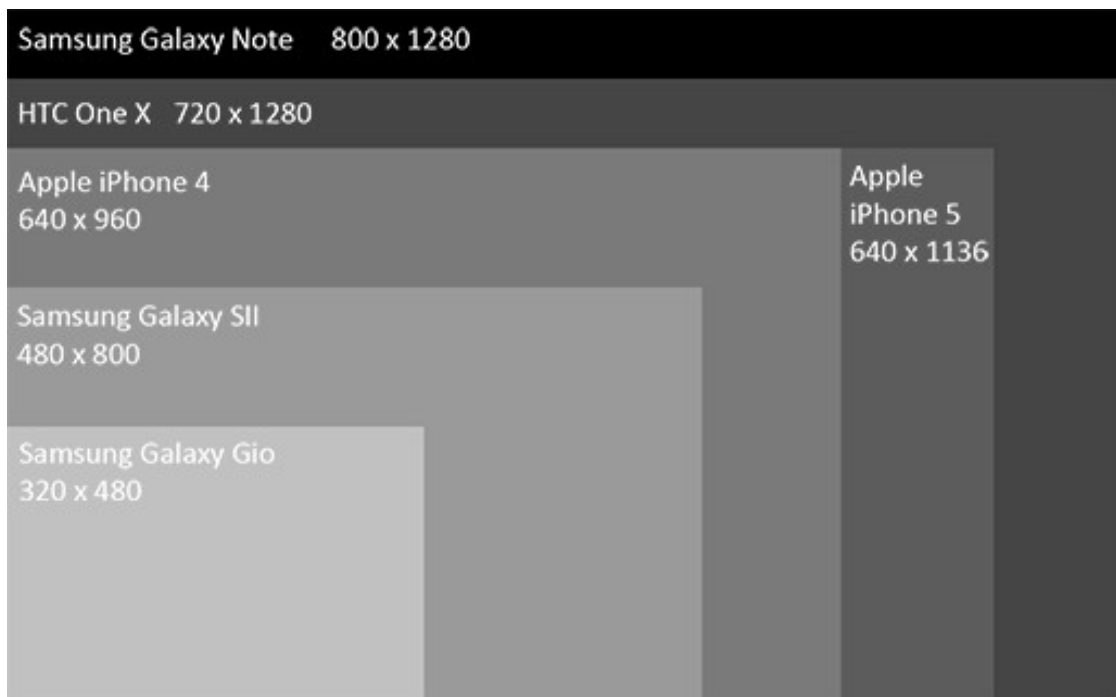 Samsung Galaxy Note 800 x 1280
HTC One X 720 x 1280
Apple iPhone 4
640 x 960
Apple
iPhone 5
640 x 1136
Samsung Galaxy SII
480 x 800
Samsung Galaxy Gio
320 x 480